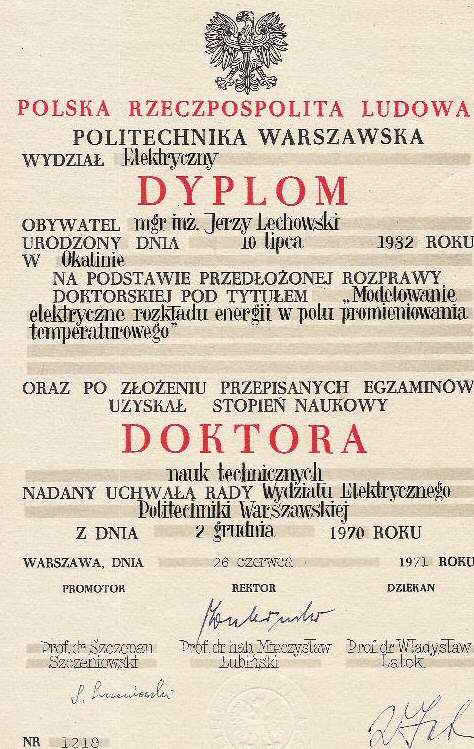 POLSKA RZECZPOSPOLITA LUDOWA
POLITECHNIKA WARSZAWSKA
WYDZIAŁ Elektryczny
DYPLOM
OBYWATEL mgr inż. Jerzy Lechowski
URODZONY DNIA 10 lipca 1932 ROKU
W Okalinie
NA PODSTAWIE PRZEDŁOŻONEJ ROZPRAWY
DOKTORSKIEJ POD TYTUŁEM „Modelowanie
elektryczne rozkładu energii w polu promieniowania
temperaturowego"
ORAZ PO ZŁOŻENIU PRZEPISANYCH EGZAMINÓW
UZYSKAŁ STOPIEŃ NAUKOWY
DOKTORA
nauk technicznych
NADANY UCHWAŁĄ RADY Wydziału Elektrycznego
Politechniki Warszawskiej
Z DNIA 2 grudnia 1970 ROKU
WARSZAWA, DNIA 26 czerwca 1971 ROKU
PROMOTOR REKTOR DZIEKAN
Prof. dr Szczepan Prof. dr hab. Mieczysław Prof. dr Władysław
Szczeniowski Łubiński Latek
NR 1219